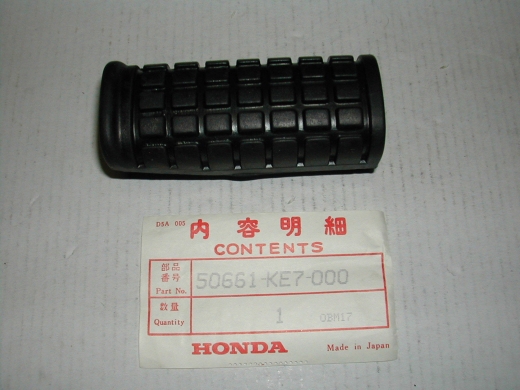 DSA 005
内容明細
CONTENTS
部品番号
Part No.
50661-KE7-000
数量
Quantity
1
OBM17
HONDA
Made in Japan